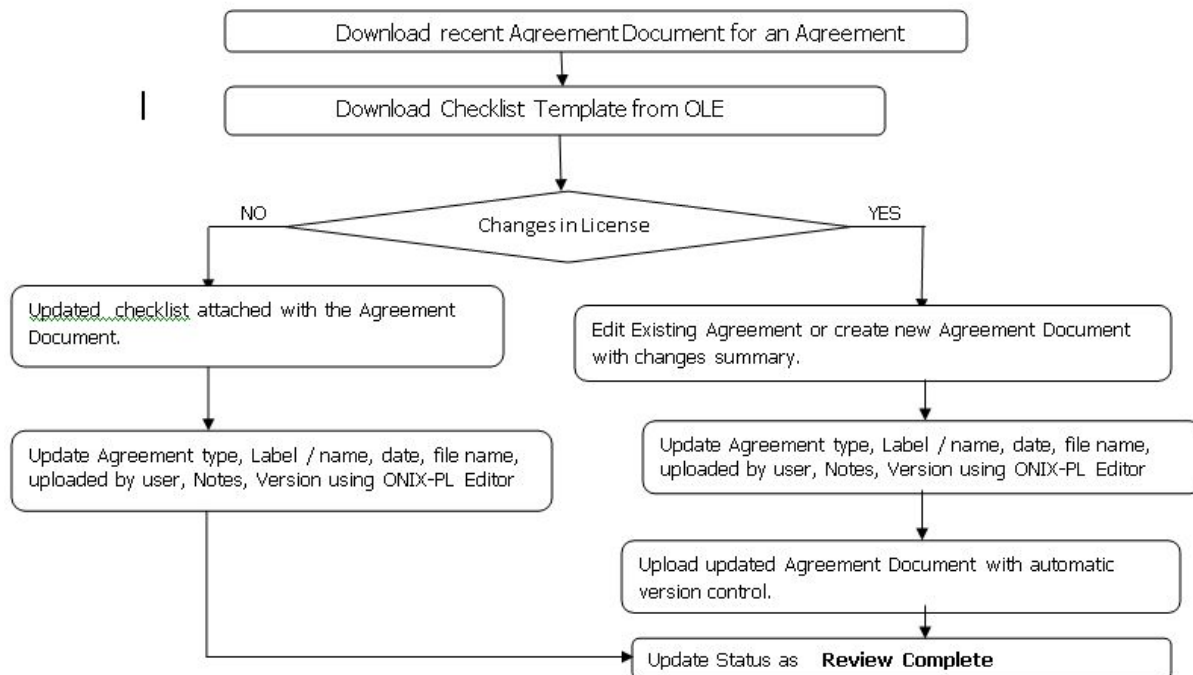 Download recent Agreement Document for an Agreement
Download Checklist Template from OLE
Changes in License
NO
YES
Updated checklist attached with the Agreement
Document.
Edit Existing Agreement or create new Agreement Document
with changes summary.
Update Agreement type, Label / name, date, file name,
uploaded by user, Notes, Version using ONIX-PL Editor
Update Agreement type, Label / name, date, file name,
uploaded by user, Notes, Version using ONIX-PL Editor
Upload updated Agreement Document with automatic
version control.
Update Status as Review Complete